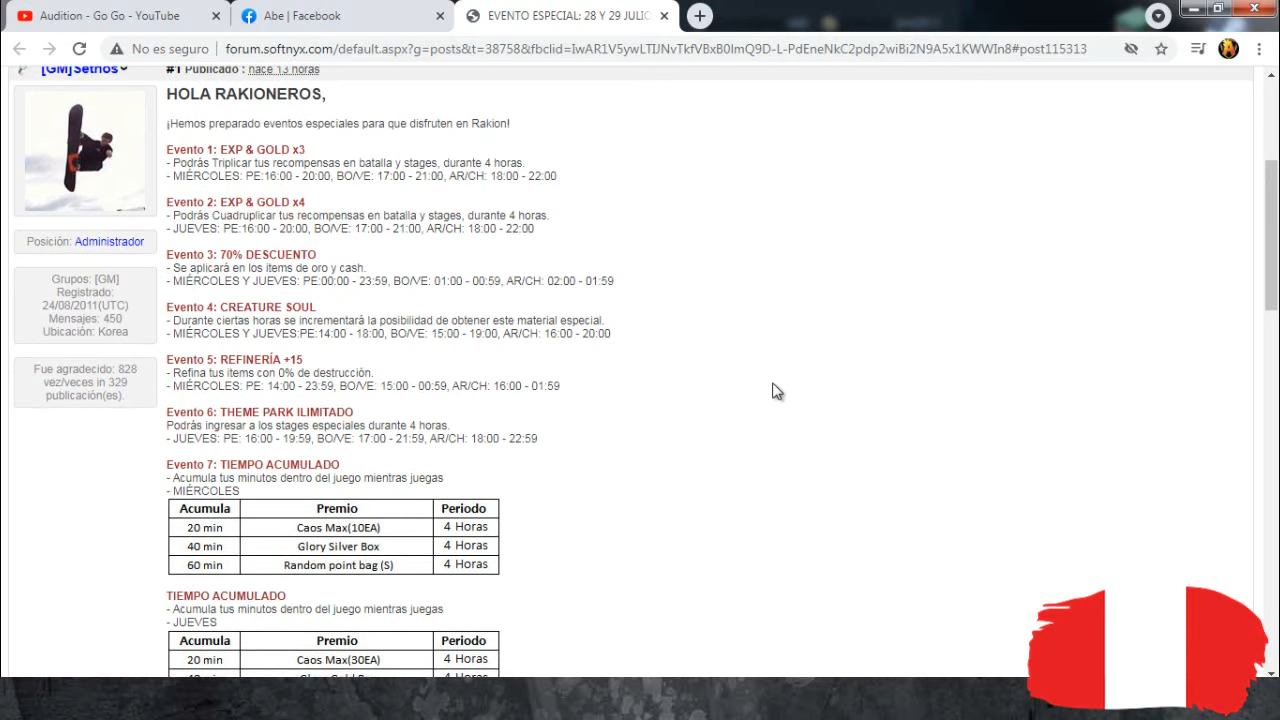 Audition - Go Go - YouTube
Abe | Facebook
EVENTO ESPECIAL: 28 Y 29 JULIO
No es seguro | forum.softnyx.com/default.aspx?g=posts&t=38758&fbclid=IwAR1V5ywLTIJNvTkfVBxB0lmQ9D-L-PdEneNkC2pdp2wiBi2N9A5x1KWWIn8#post115313
[GM]Sethos
#1 Publicado : hace 13 horas
HOLA RAKIONEROS,
¡Hemos preparado eventos especiales para que disfruten en Rakion!
Evento 1: EXP & GOLD x3
- Podrás Triplicar tus recompensas en batalla y stages, durante 4 horas.
- MIÉRCOLES: PE:16:00 - 20:00, BO/VE: 17:00 - 21:00, AR/CH: 18:00 - 22:00
Evento 2: EXP & GOLD x4
- Podrás Cuadruplicar tus recompensas en batalla y stages, durante 4 horas.
- JUEVES: PE:16:00 - 20:00, BO/VE: 17:00 - 21:00, AR/CH: 18:00 - 22:00
Posición: Administrador
Evento 3: 70% DESCUENTO
- Se aplicará en los items de oro y cash.
- MIÉRCOLES Y JUEVES: PE:00:00 - 23:59, BO/VE: 01:00 - 00:59, AR/CH: 02:00 - 01:59
Grupos: [GM]
Registrado:
24/08/2011(UTC)
Mensajes: 450
Ubicación: Korea
Evento 4: CREATURE SOUL
- Durante ciertas horas se incrementará la posibilidad de obtener este material especial.
- MIÉRCOLES Y JUEVES:PE:14:00 - 18:00, BO/VE: 15:00 - 19:00, AR/CH: 16:00 - 20:00
Fue agradecido: 828
vez/veces in 329
publicación(es).
Evento 5: REFINERÍA +15
- Refina tus items con 0% de destrucción.
- MIÉRCOLES: PE: 14:00 - 23:59, BO/VE: 15:00 - 00:59, AR/CH: 16:00 - 01:59
Evento 6: THEME PARK ILIMITADO
Podrás ingresar a los stages especiales durante 4 horas.
- JUEVES: PE: 16:00 - 19:59, BO/VE: 17:00 - 21:59, AR/CH: 18:00 - 22:59
Evento 7: TIEMPO ACUMULADO
- Acumula tus minutos dentro del juego mientras juegas
- MIÉRCOLES
Acumula Premio Periodo
20 min Caos Max(10EA) 4 Horas
40 min Glory Silver Box 4 Horas
60 min Random point bag (S) 4 Horas
TIEMPO ACUMULADO
- Acumula tus minutos dentro del juego mientras juegas
- JUEVES
Acumula Premio Periodo
20 min Caos Max(30EA) 4 Horas